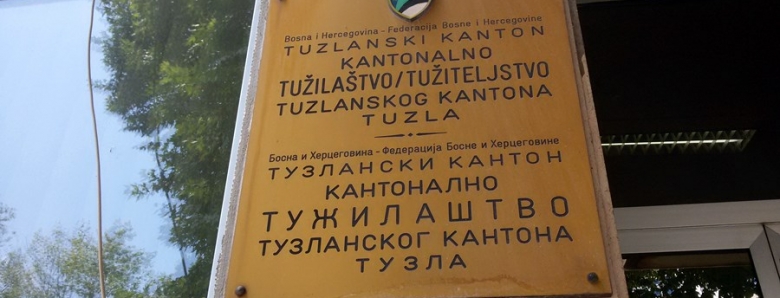 Bosna i Hercegovina - Federacija Bosne i Hercegovine
TUZLANSKI KANTON
KANTONALNO
TUŽILAŠTVO/TUŽITELJSTVO
TUZLANSKOG KANTONA
TUZLA
Босна и Херцеговина - Федерација Босне и Херцеговине
ТУЗЛАНСКИ КАНТОН
КАНТОНАЛНО
ТУЖИЛАШТВО
ТУЗЛАНСКОГ КАНТОНА
ТУЗЛА